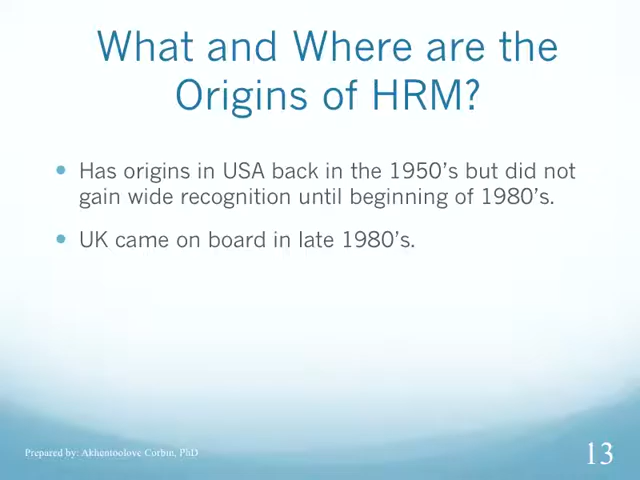 What and Where are the
Origins of HRM?
• Has origins in USA back in the 1950's but did not
gain wide recognition until beginning of 1980's.
• UK came on board in late 1980's.
Prepared by: Akhentoolove Corbin, PhD
13